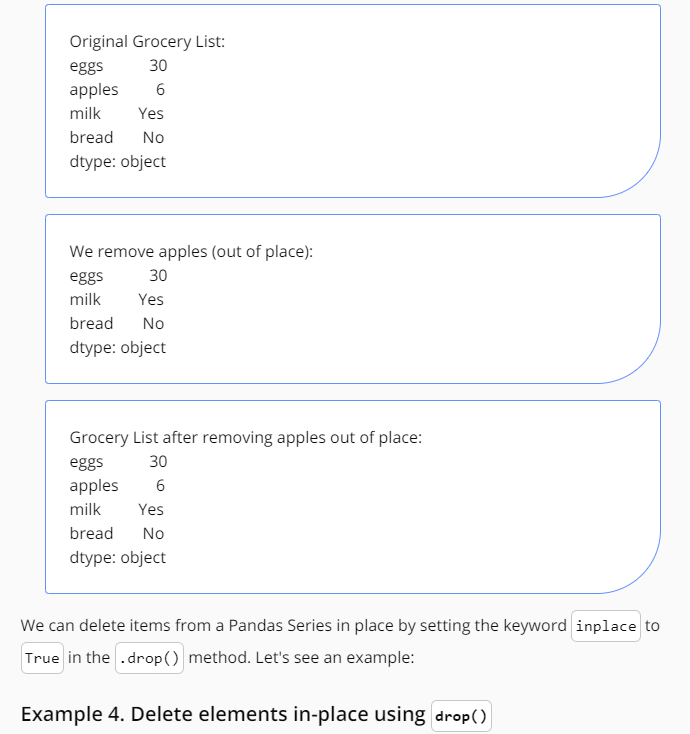 Original Grocery List:
eggs 30
apples 6
milk Yes
bread No
dtype: object
We remove apples (out of place):
eggs 30
milk Yes
bread No
dtype: object
Grocery List after removing apples out of place:
eggs 30
apples 6
milk Yes
bread No
dtype: object
We can delete items from a Pandas Series in place by setting the keyword inplace to
True in the .drop() method. Let's see an example:
Example 4. Delete elements in-place using drop()